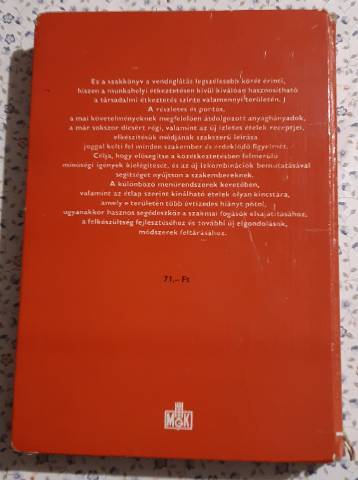 Ez a szakkönyv a vendéglátás legszélesebb körét érinti,
hiszen a munkahelyi étkeztetésen kívül kiválóan hasznosítható
a társadalmi étkeztetés szinte valamennyi területén.
A részletes és pontos,
a mai követelményeknek megfelelően átdolgozott anyaghányadok,
a már sokszor dicsért régi, valamint az új ízletes ételek receptjei,
elkészítésük módjának szakszerű leírása
joggal kelti fel minden szakember és érdeklődő figyelmét.
Célja, hogy elősegítse a közétkeztetésben felmerülő
minőségi igények kielégítését, és az új ételkombinációk bemutatásával
segítséget nyújtson a szakembereknek.
A különböző menürendszerek keretében,
valamint az étlap szerint kínálható ételek olyan kincstára,
amely e területen több évtizedes hiányt pótol,
ugyanakkor hasznos segédeszköz a szakmai fogások elsajátításához,
a felkészültség fejlesztéséhez és további új elgondolások,
módszerek feltárásához.
71,– Ft
MGK